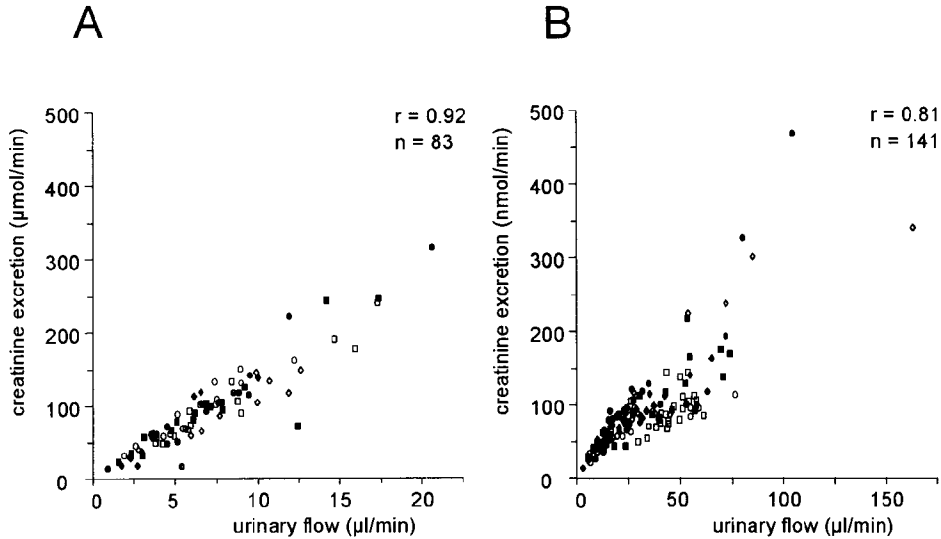 A
creatinine excretion (µmol/min)
500
400
300
200
100
0
r = 0.92
n = 83
0 5 10 15 20
urinary flow (µl/min)
B
creatinine excretion (nmol/min)
500
400
300
200
100
0
r = 0.81
n = 141
0 50 100 150
urinary flow (µl/min)